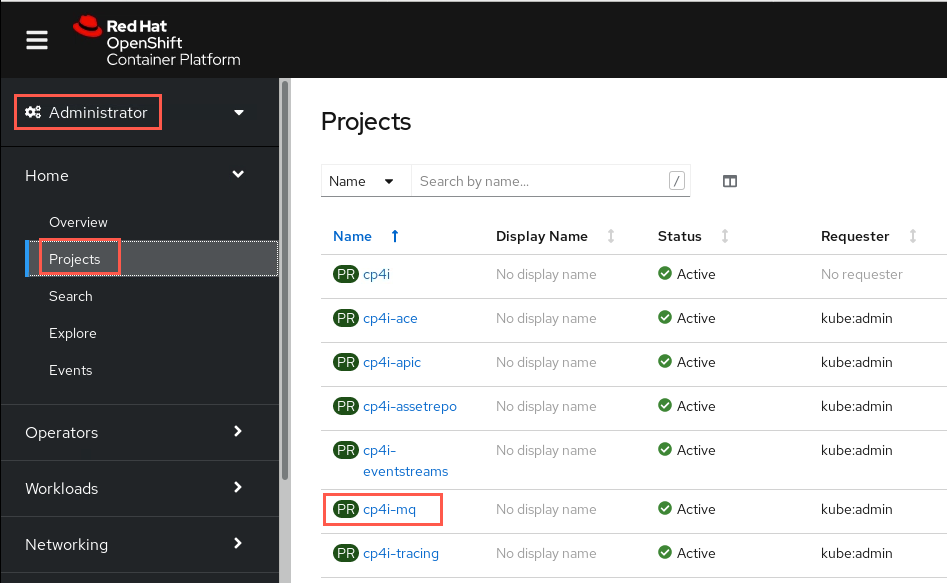 Red Hat
OpenShift
Container Platform
Administrator
Home
Overview
Projects
Search
Explore
Events
Operators
Workloads
Networking
Projects
Name Search by name... /
Name Display Name Status Requester
PR cp4i No display name Active No requester
PR cp4i-ace No display name Active kube:admin
PR cp4i-apic No display name Active kube:admin
PR cp4i-assetrepo No display name Active kube:admin
PR cp4i- No display name Active kube:admin
eventstreams
PR cp4i-mq No display name Active kube:admin
PR cp4i-tracing No display name Active kube:admin